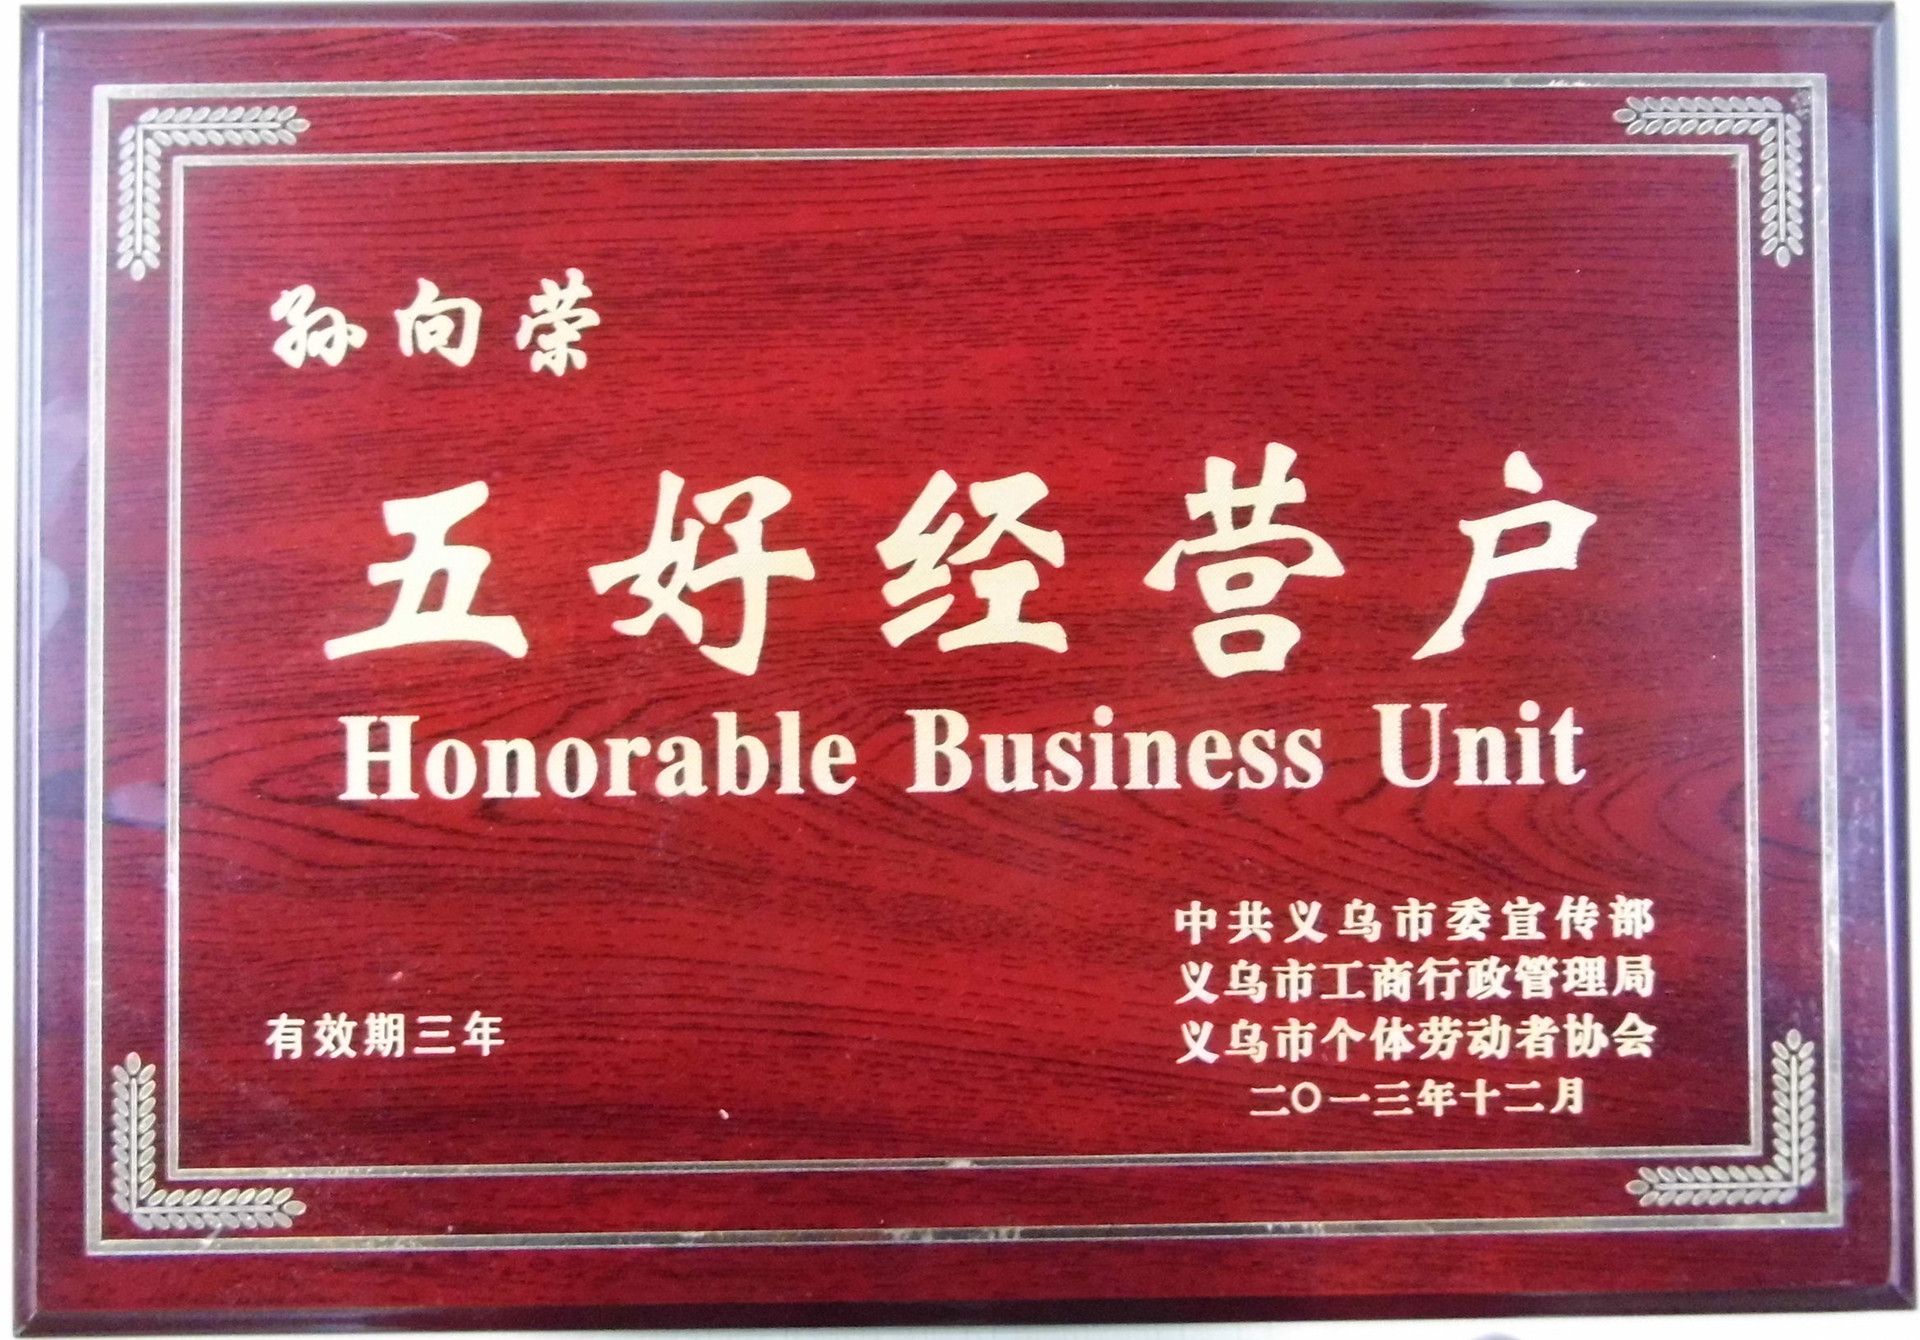 孙向荣
五好经营户
Honorable Business Unit
中共义乌市委宣传部
义乌市工商行政管理局
有效期三年
义乌市个体劳动者协会
二〇一三年十二月